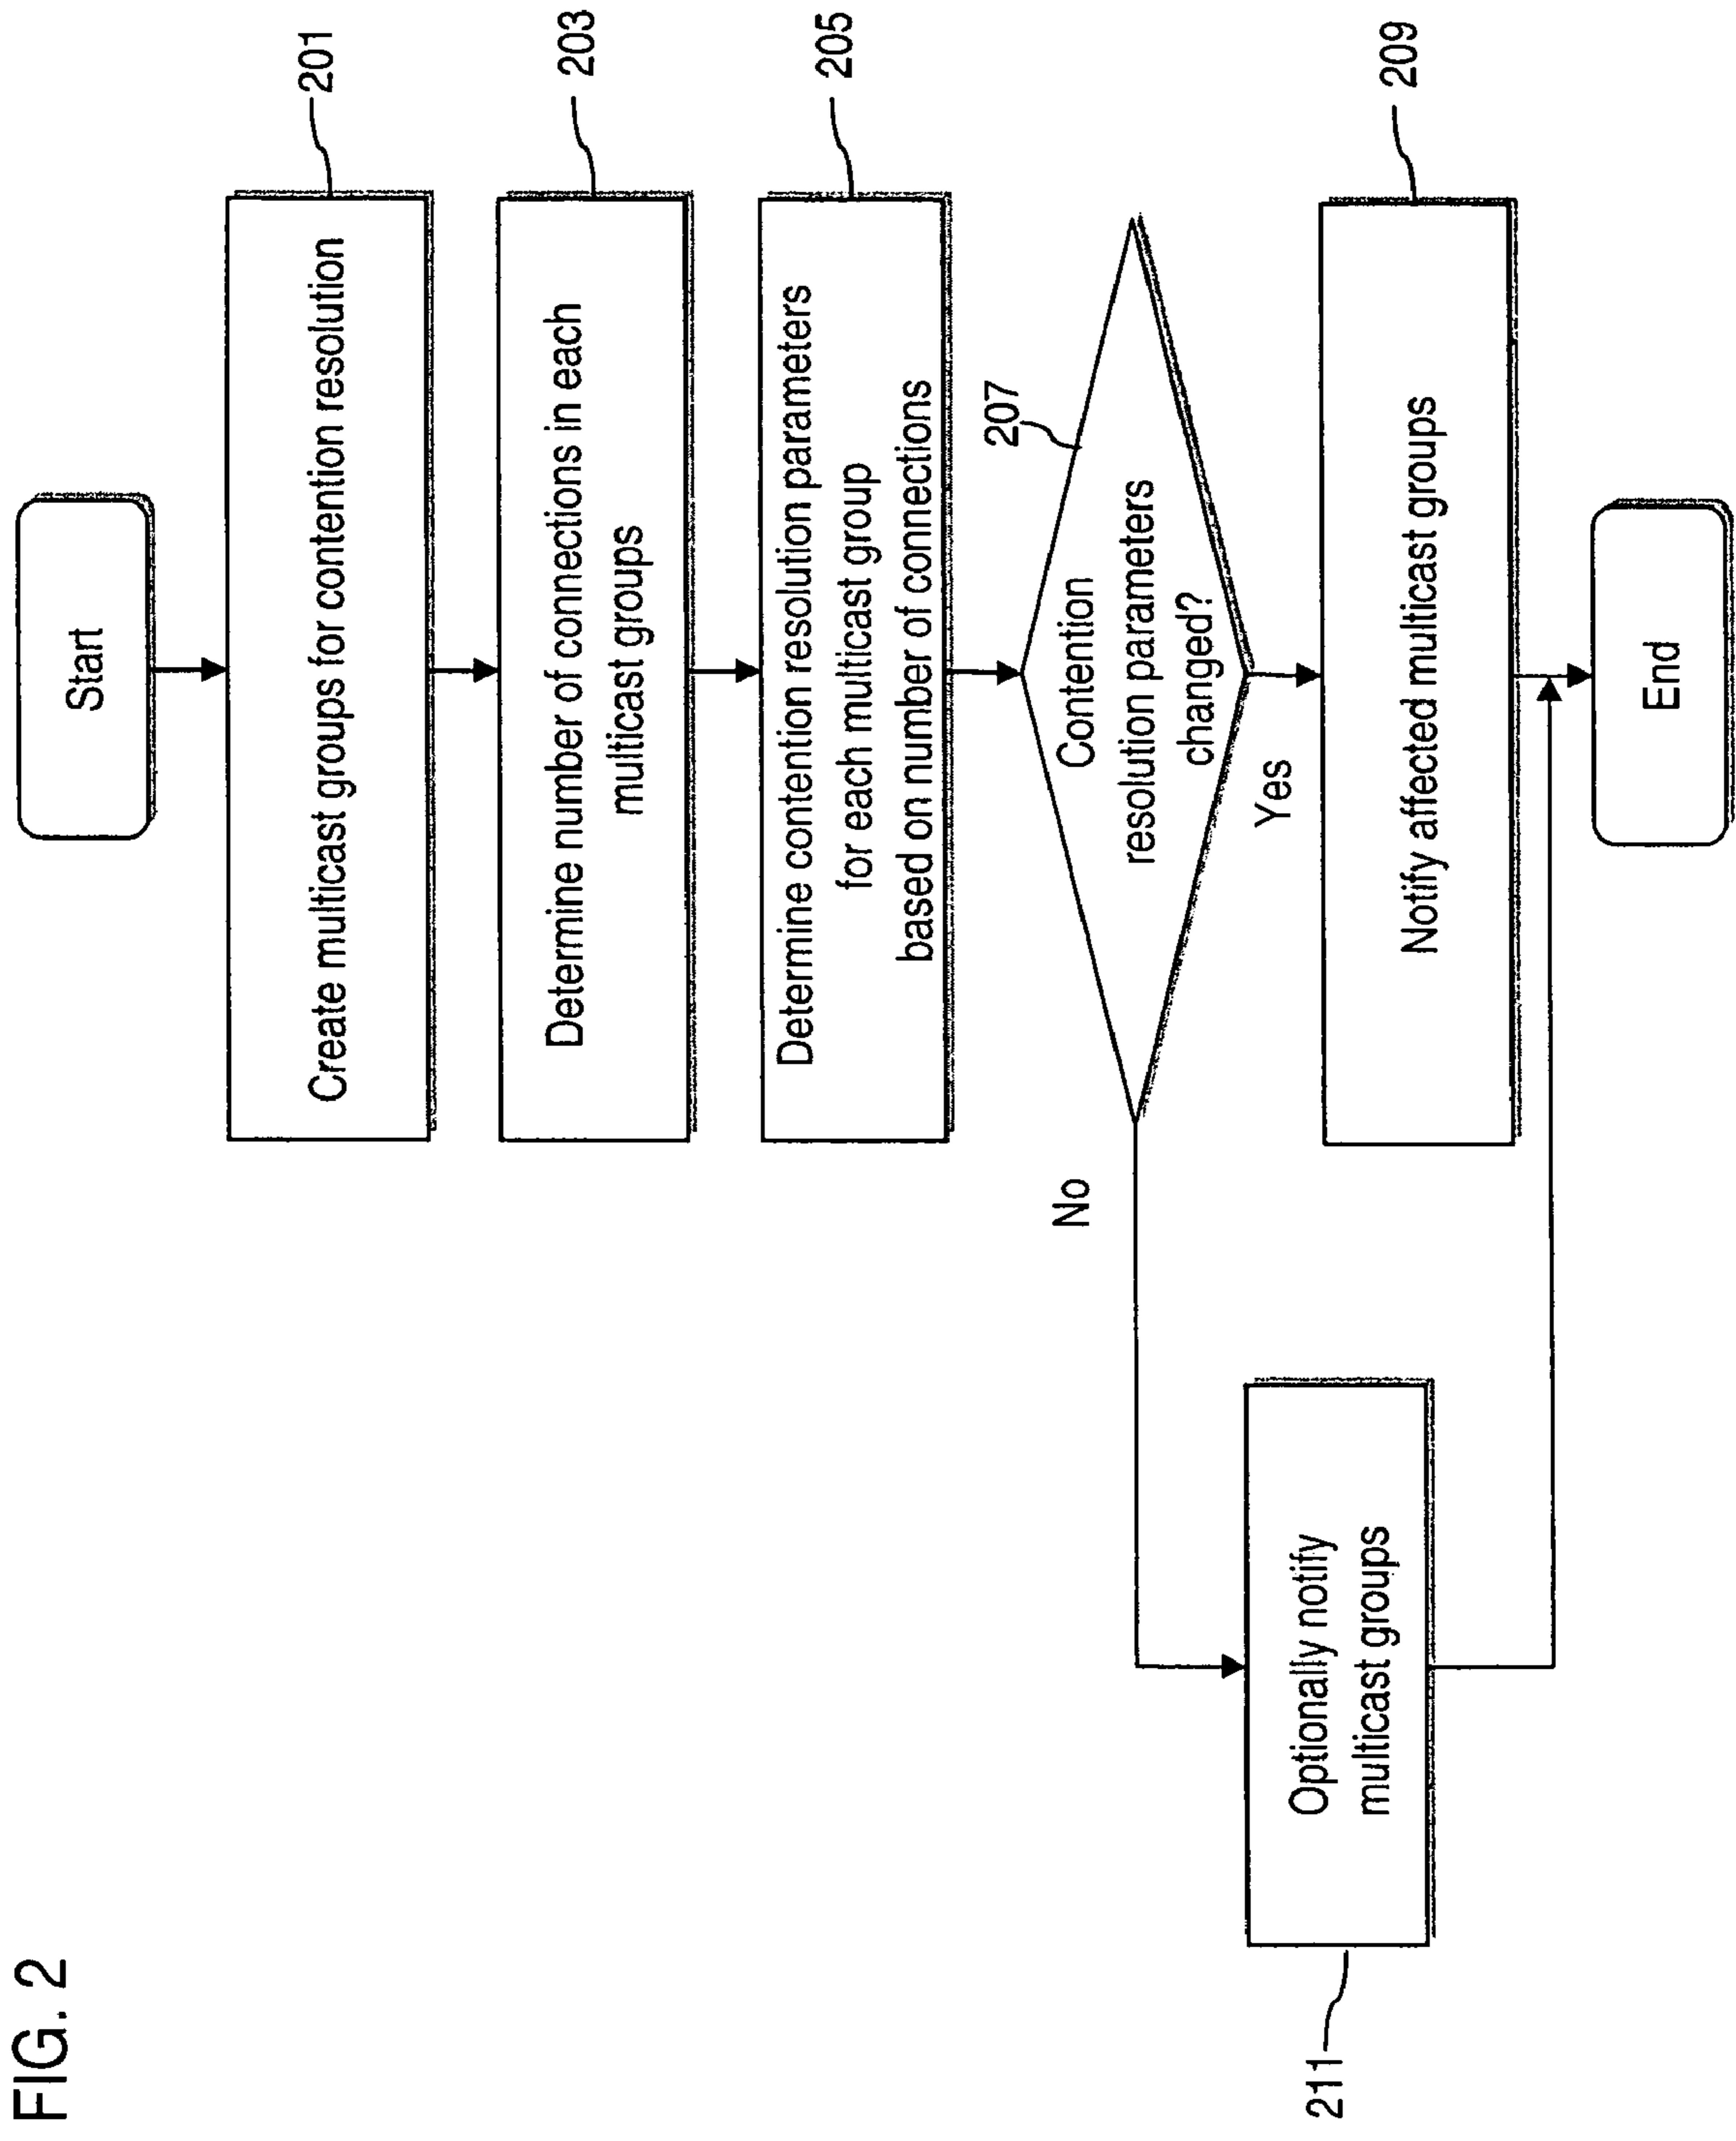 FIG. 2
Start
Create multicast groups for contention resolution
201
Determine number of connections in each
multicast groups
203
Determine contention resolution parameters
for each multicast group
based on number of connections
205
207
Contention
resolution parameters
changed?
No
Yes
Notify affected multicast groups
209
Optionally notify
multicast groups
211
End